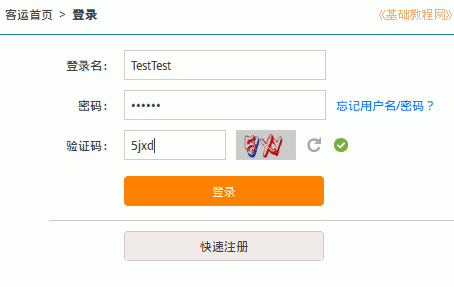 客运首页 > 登录 《基础教程网》
登录名： TestTest
密码： •••••• 忘记用户名/密码？
验证码： 5jxd
登录
快速注册